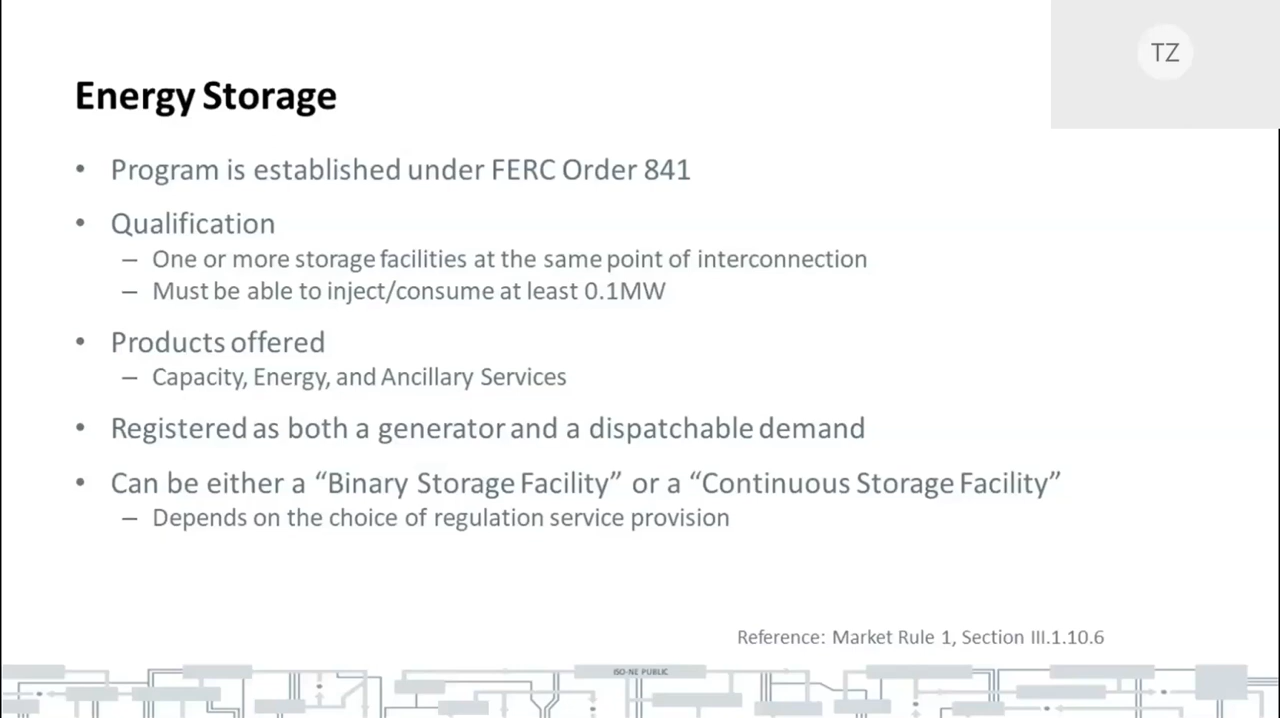 TZ
Energy Storage
• Program is established under FERC Order 841
• Qualification
– One or more storage facilities at the same point of interconnection
– Must be able to inject/consume at least 0.1MW
• Products offered
– Capacity, Energy, and Ancillary Services
• Registered as both a generator and a dispatchable demand
• Can be either a “Binary Storage Facility” or a “Continuous Storage Facility”
– Depends on the choice of regulation service provision
Reference: Market Rule 1, Section III.1.10.6
ISO-NE PUBLIC